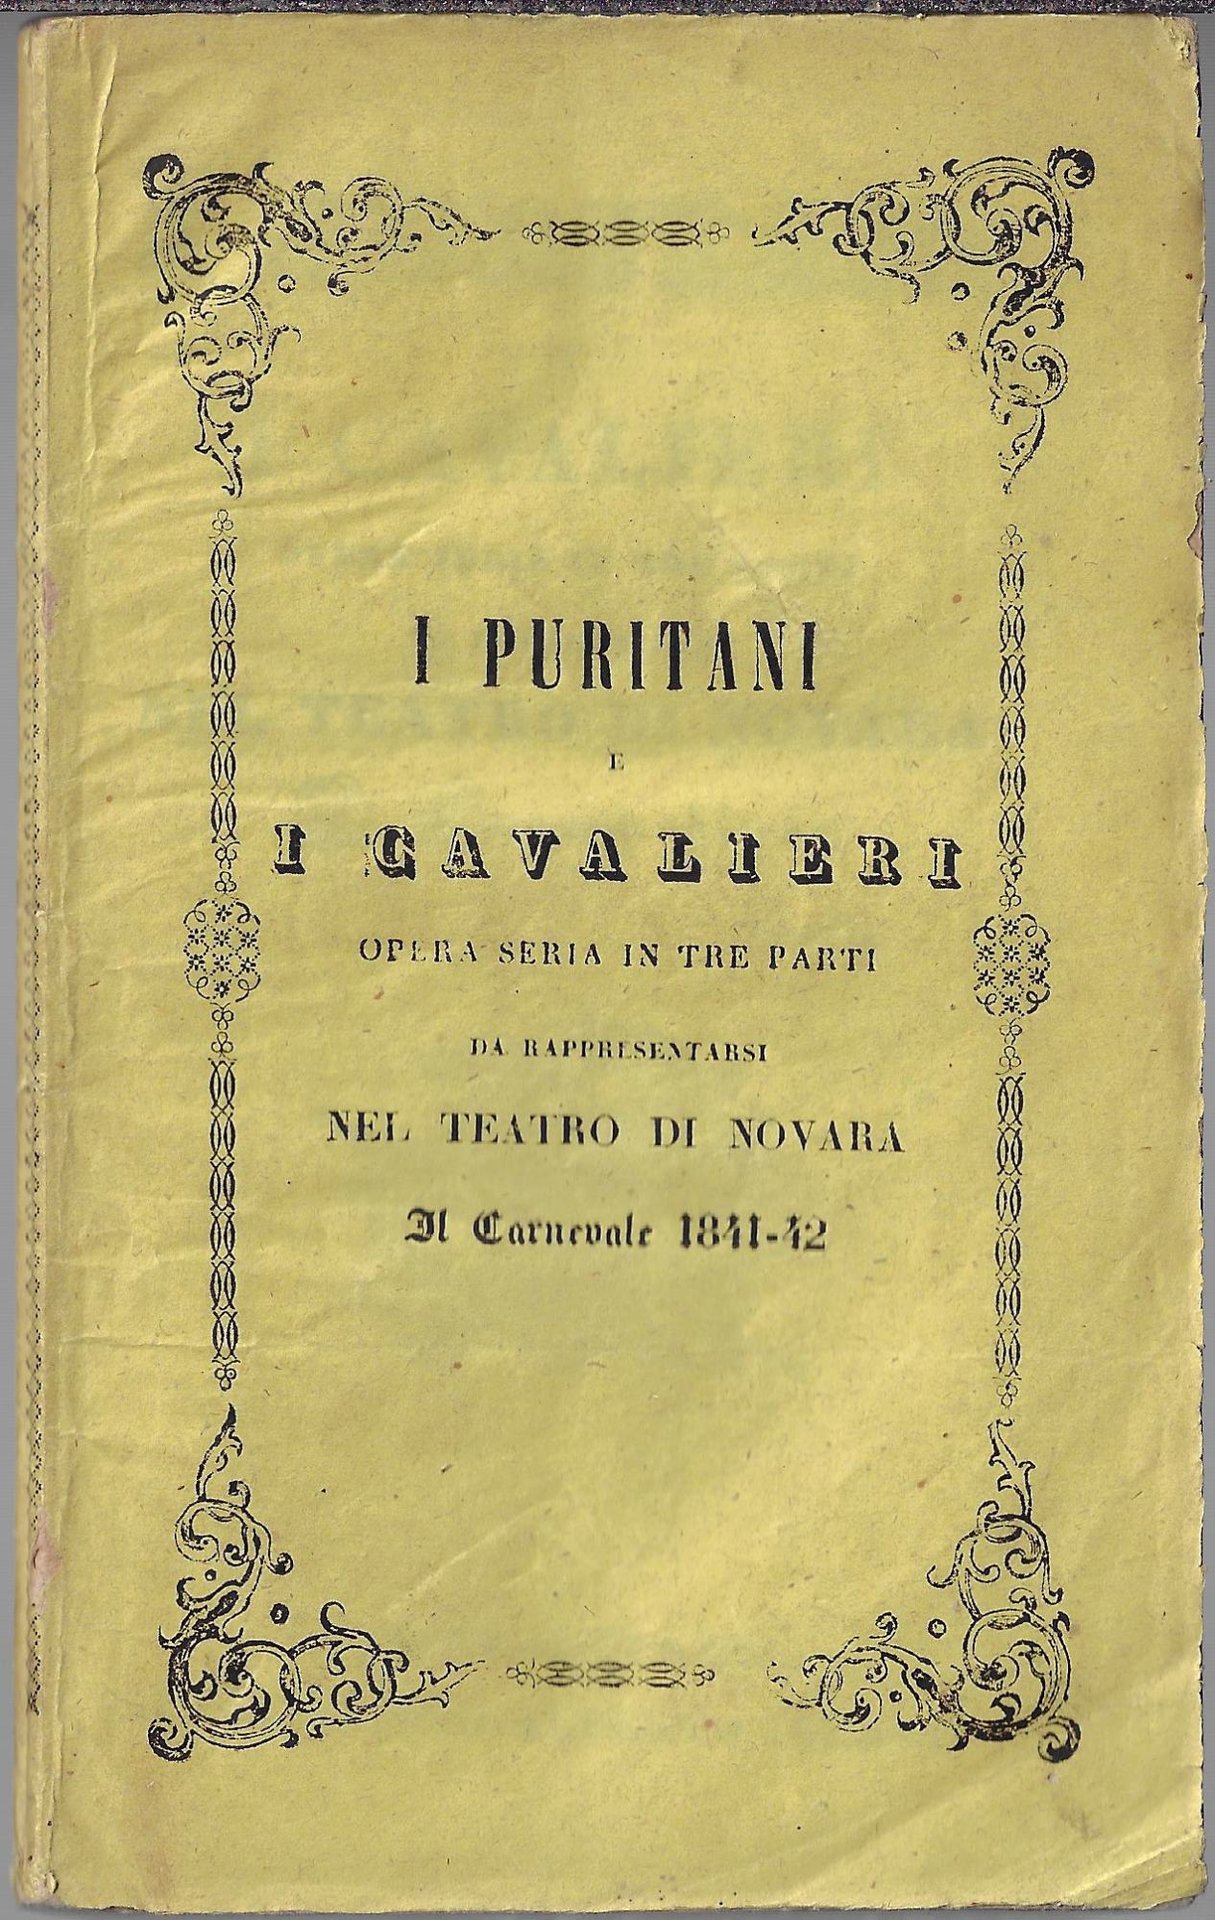 I PURITANI
E
I CAVALIERI
OPERA SERIA IN TRE PARTI
DA RAPPRESENTARSI
NEL TEATRO DI NOVARA
Il Carnevale 1841-42